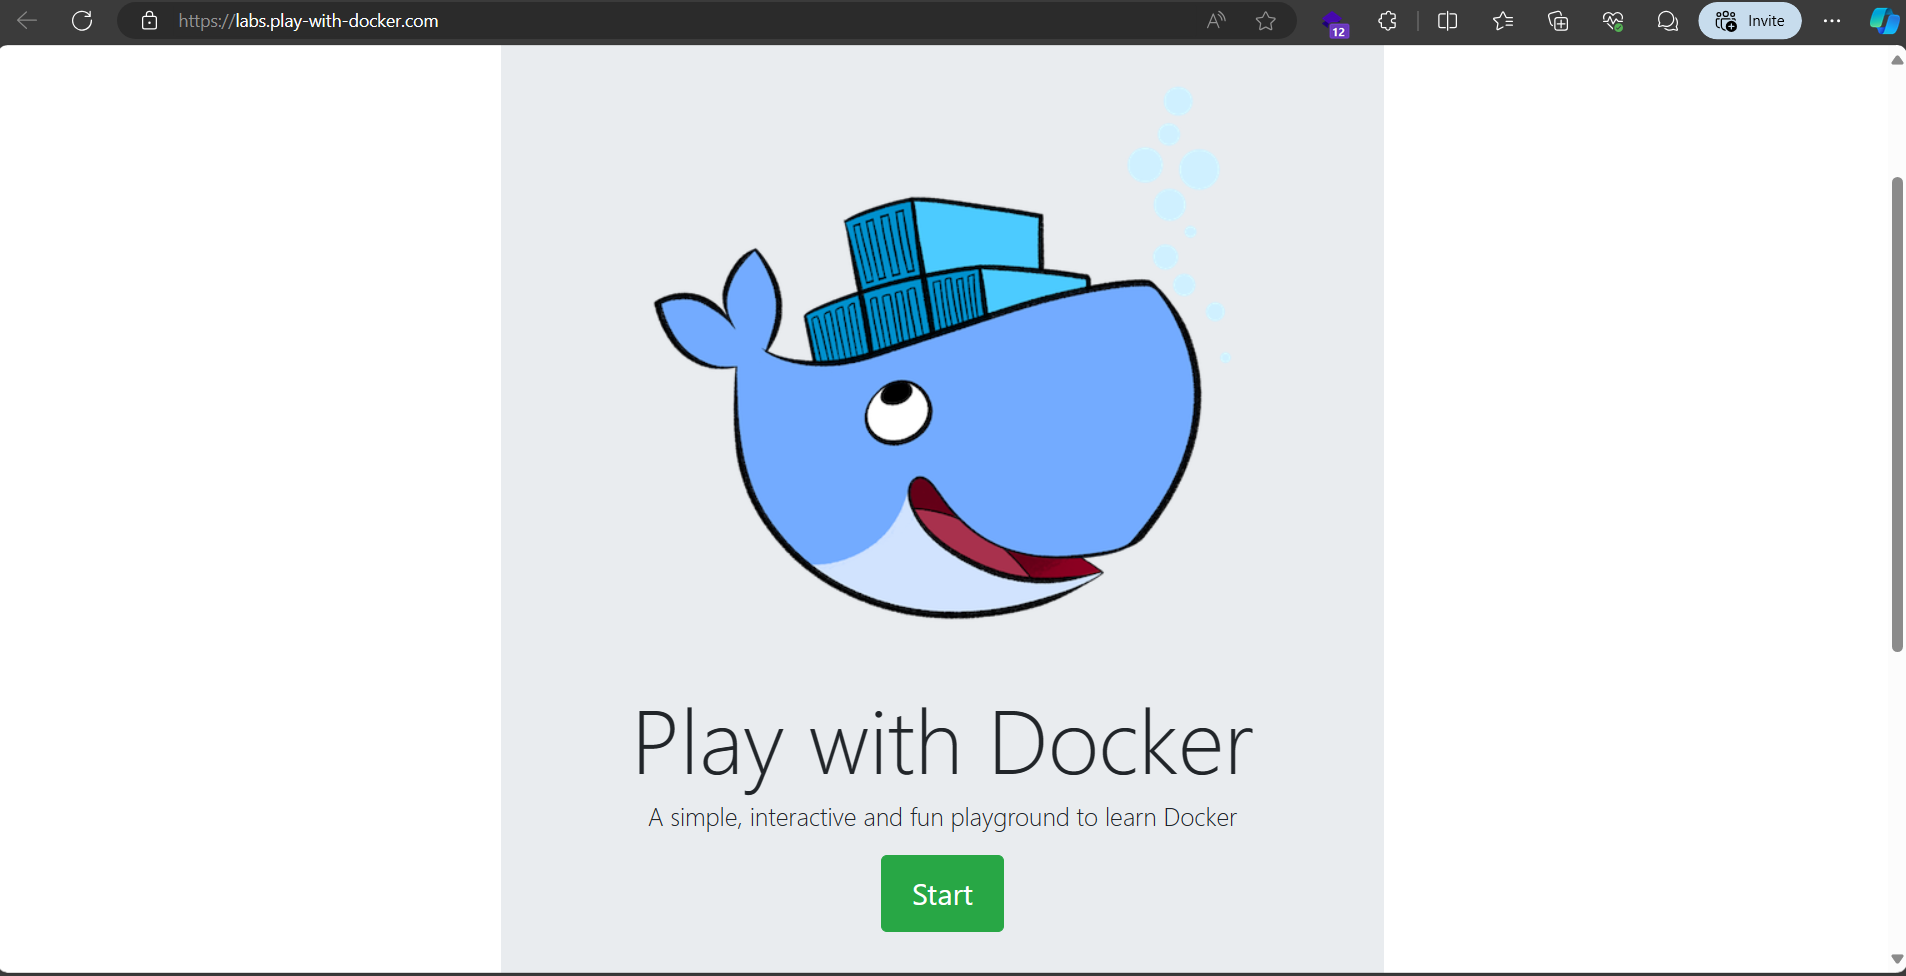 https://labs.play-with-docker.com
12
Invite
Play with Docker
A simple, interactive and fun playground to learn Docker
Start